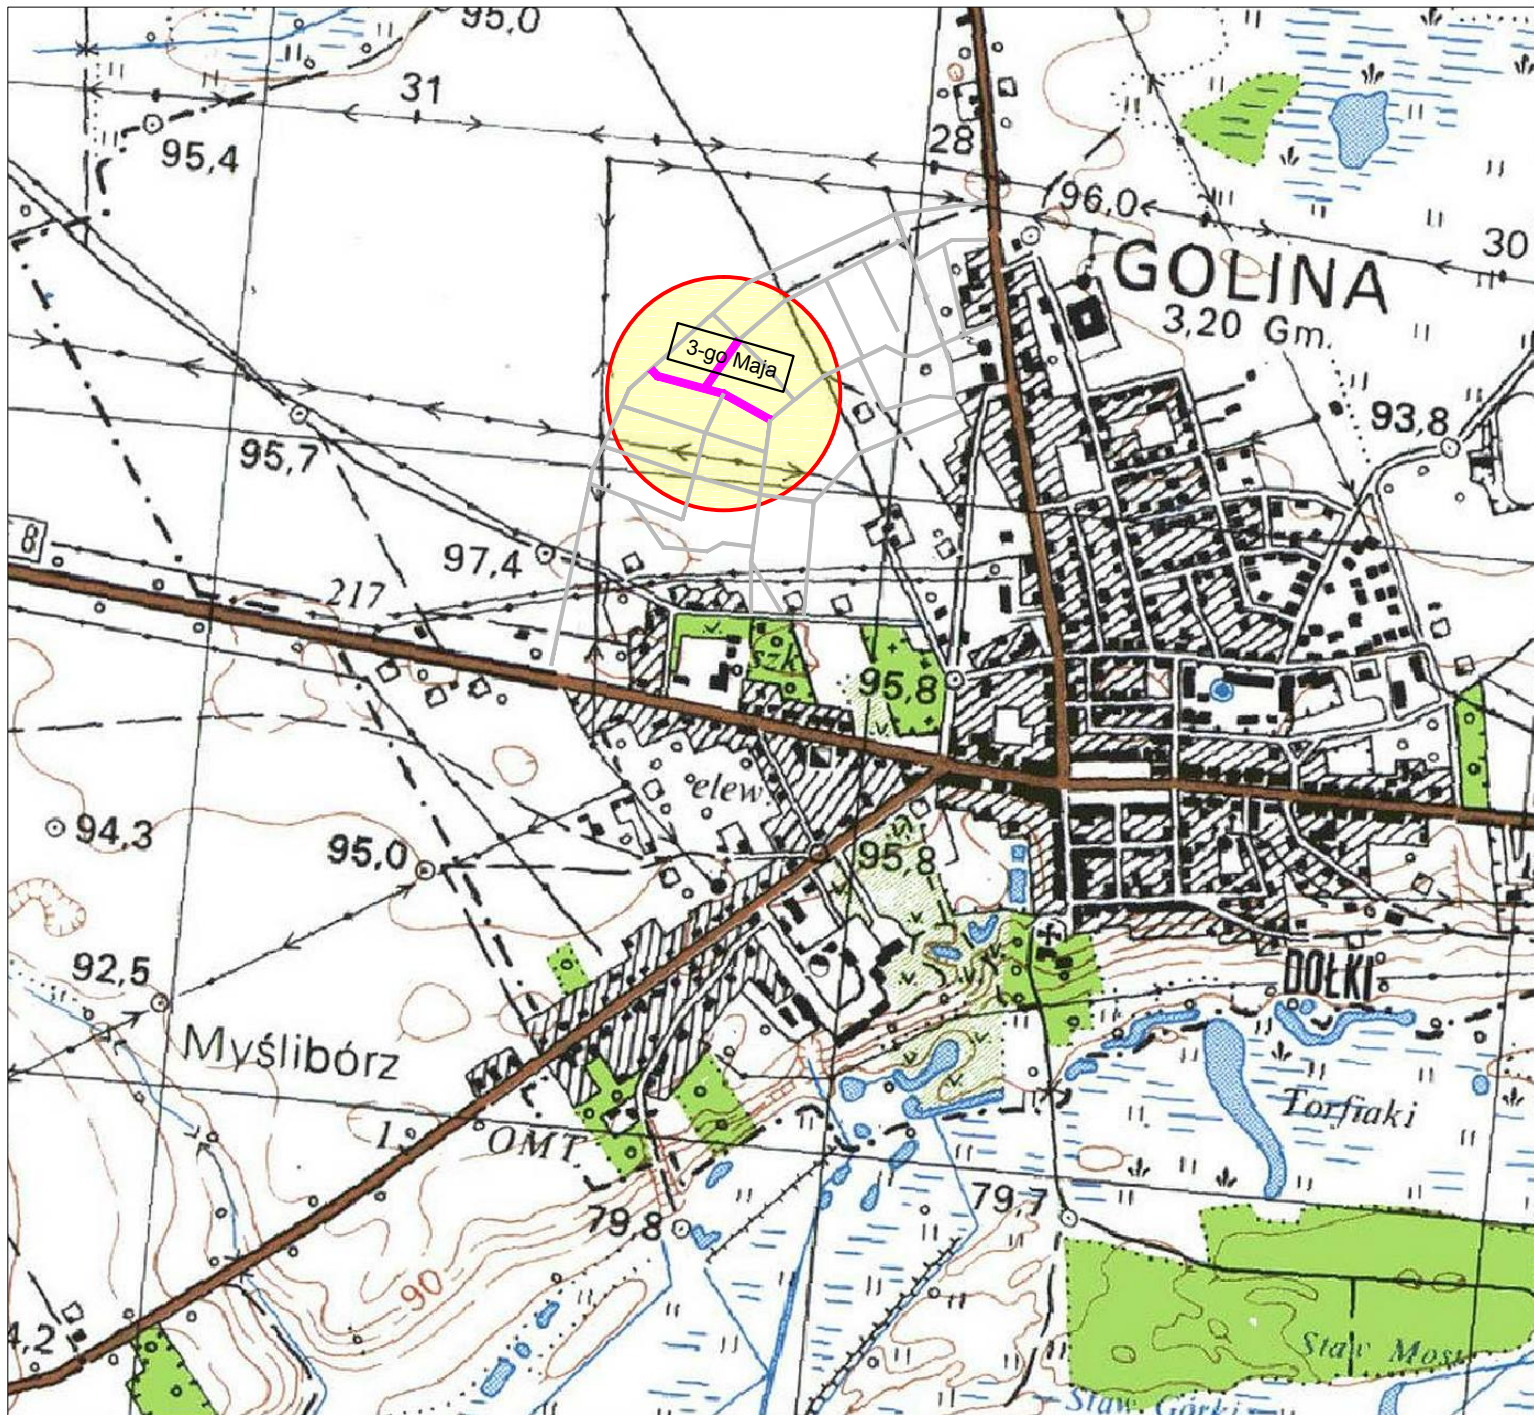 95,0
31
95,4
28
96,0
30
GOLINA
3,20 Gm.
3-go Maja
93,8
95,7
8
97,4
217
szk
95,8
elew.
94,3
95,0
95,8
92,5
DOŁKI
Myślibórz
Torfiaki
1
OMT
79,7
79,8
90
4,2
Staw Mos
Staw Górki